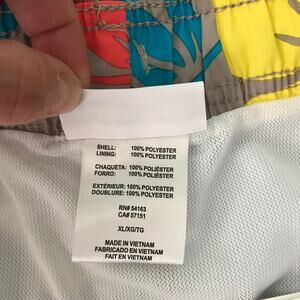 SHELL: 100% POLYESTER
LINING: 100% POLYESTER
CHAQUETA: 100% POLIÉSTER
FORRO: 100% POLIÉSTER
EXTÉRIEUR: 100% POLYESTER
DOUBLURE: 100% POLYESTER
RN# 54163
CA# 57151
XL/XG/TG
MADE IN VIETNAM
FABRICADO EN VIETNAM
FAIT EN VIETNAM